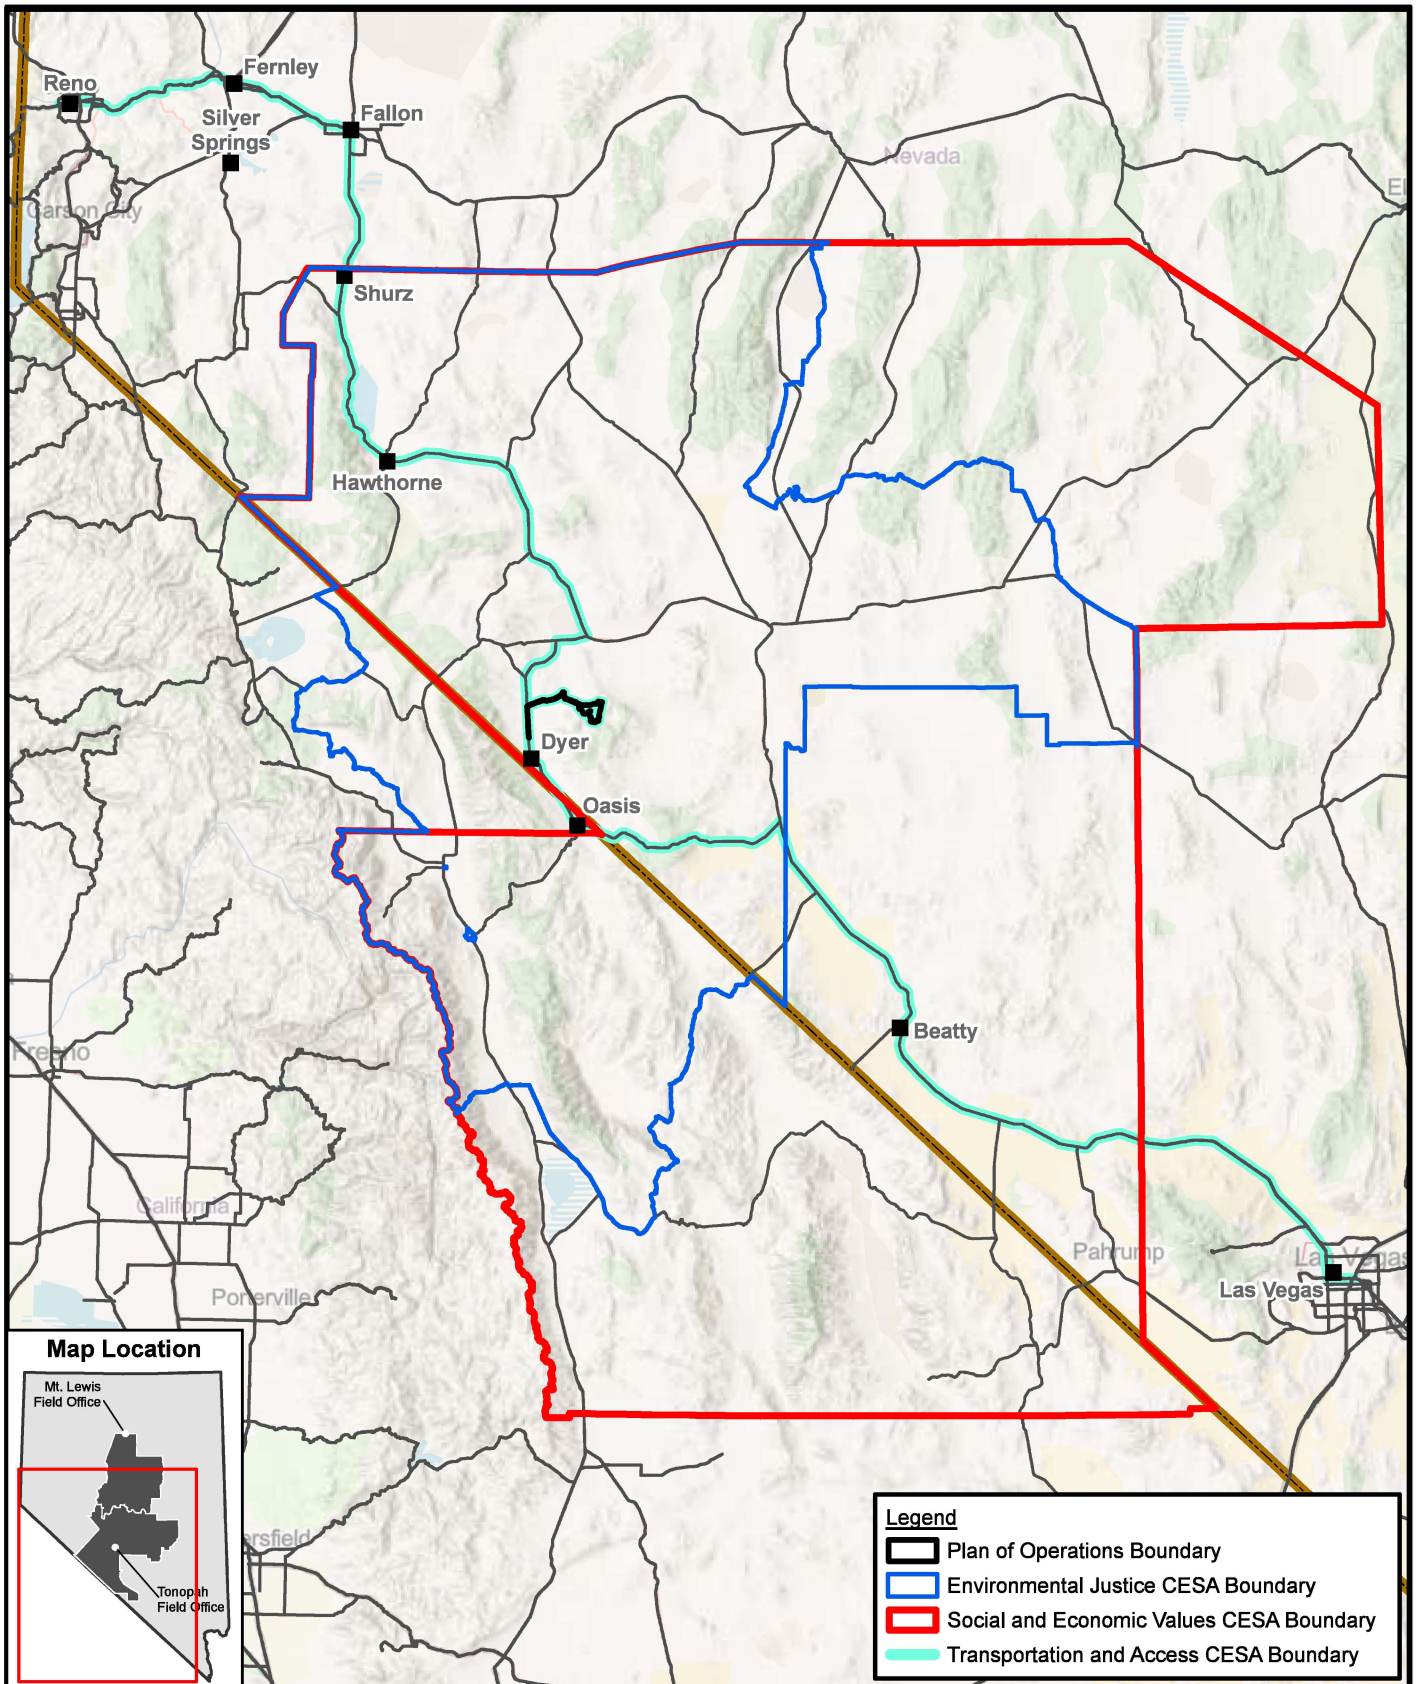 Reno
Fernley
Silver
Springs
Fallon
Nevada
Carson City
El
Shurz
Hawthorne
Dyer
Oasis
Beatty
Fresno
California
Pahrump
Las Vegas
Las Vegas
Porterville
ersfield
Map Location
Mt. Lewis
Field Office
Tonopah
Field Office
Legend
Plan of Operations Boundary
Environmental Justice CESA Boundary
Social and Economic Values CESA Boundary
Transportation and Access CESA Boundary